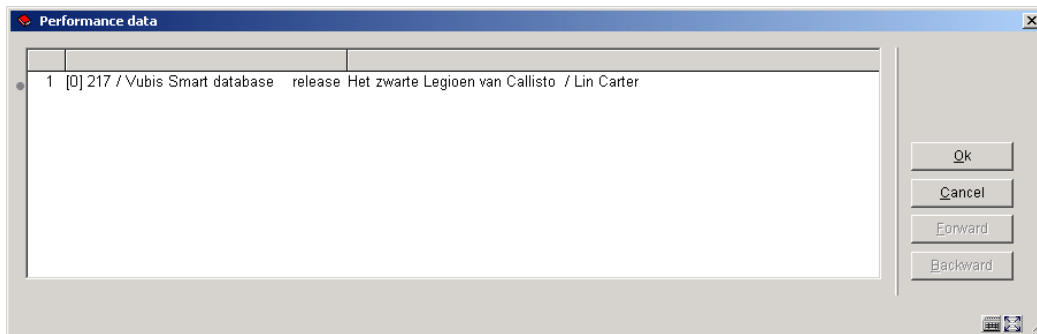 Performance data
1 [0] 217 / Vubis Smart database release Het zwarte Legioen van Callisto / Lin Carter
Ok
Cancel
Forward
Backward